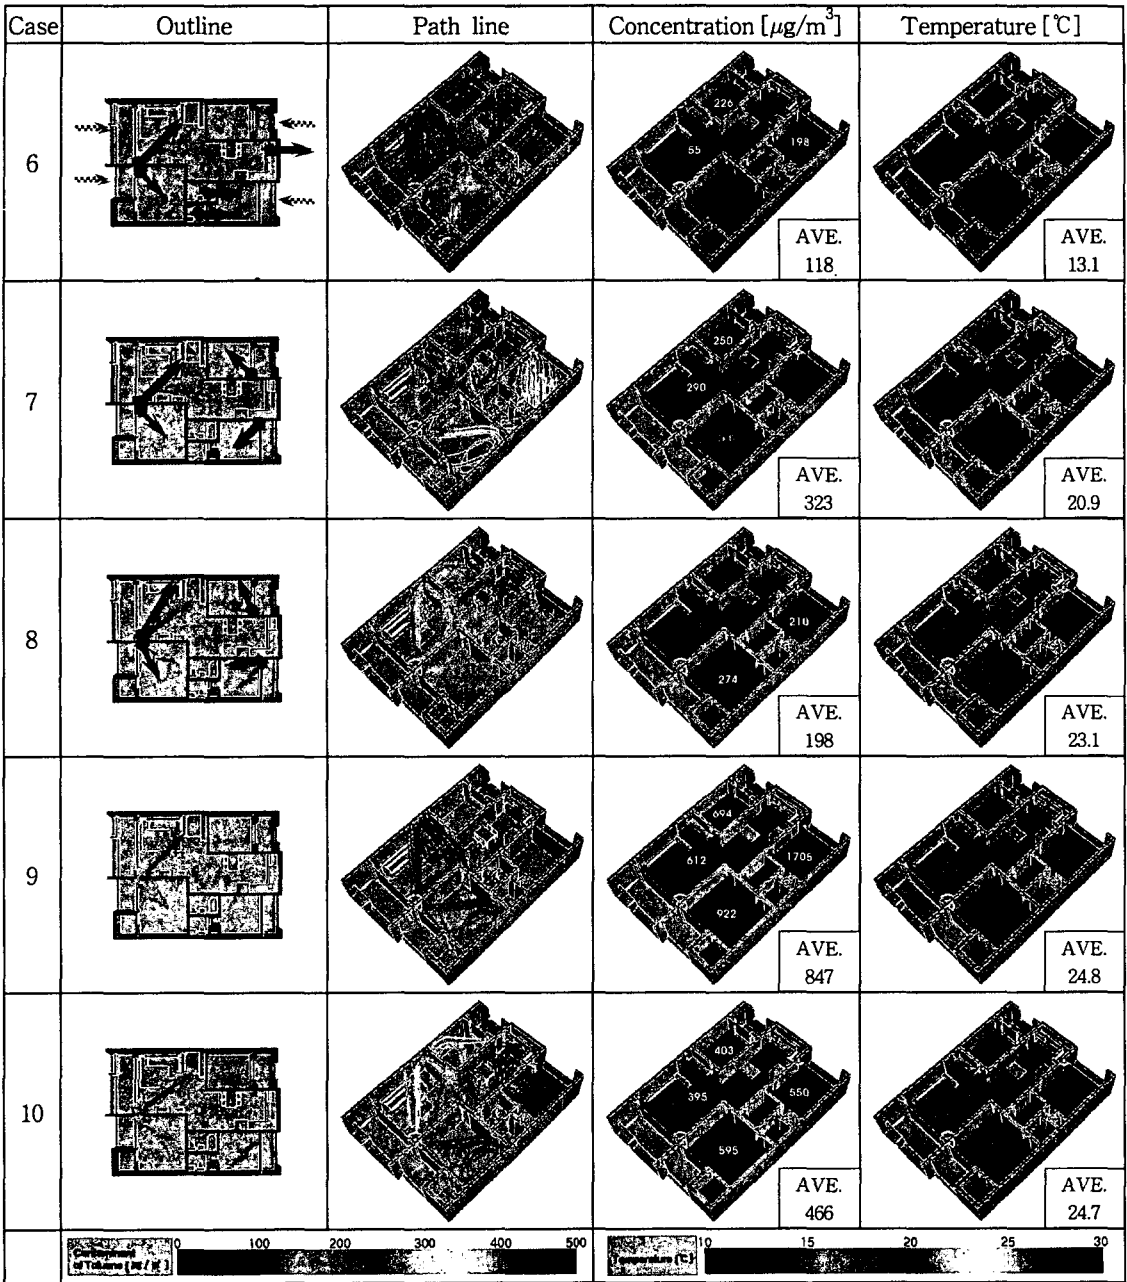 Case Outline Path line Concentration [μg/m³] Temperature [℃]
6
226
55
198
AVE.
118
AVE.
13.1
7
250
290
AVE.
323
AVE.
20.9
8
210
274
AVE.
198
AVE.
23.1
9
694
612
1705
922
AVE.
847
AVE.
24.8
10
403
395
550
595
AVE.
466
AVE.
24.7
0 100 200 300 400 500
of Toluene
10 15 20 25 30